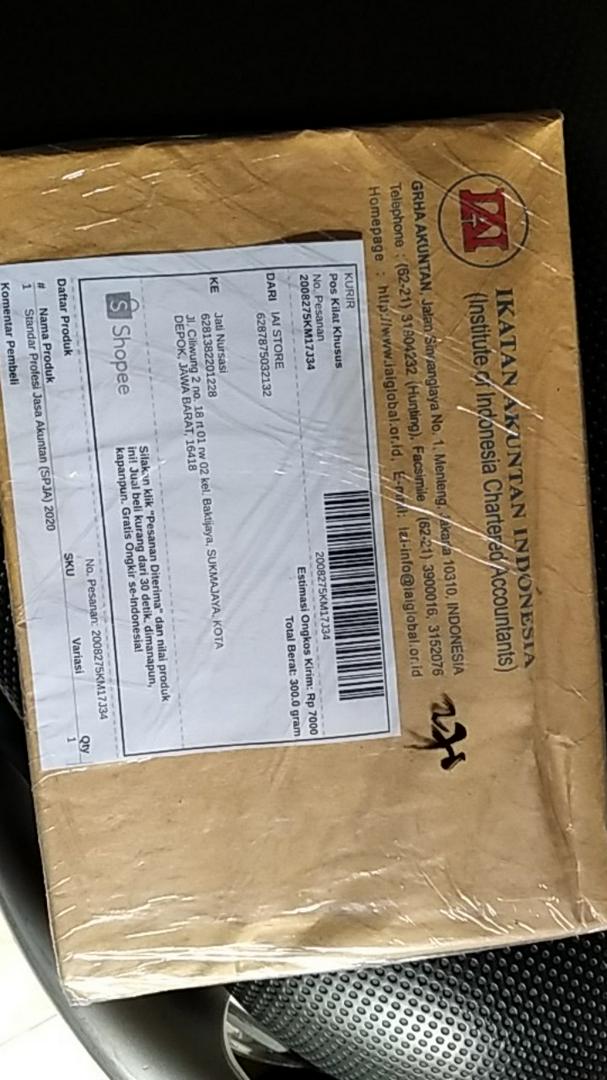 IAI
IKATAN AKUNTAN INDONESIA
(Institute of Indonesia Chartered Accountants)
GRHA AKUNTAN Jalan Sindanglaya No. 1, Menteng, Jakarta 10310, INDONESIA
Telephone : (62-21) 31904232 (Hunting), Facsimile : (62-21) 3900016, 3152076
Homepage : http://www.iaiglobal.or.id, E-mail: iai-info@iaiglobal.or.id
KURIR
Pos Kilat Khusus
No. Pesanan
2008275KM17J34
2008275KM17J34
Estimasi Ongkos Kirim: Rp 7000
Total Berat: 300.0 gram
DARI IAI STORE
6287875032132
KE Jati Nursasi
6281382201228
Jl. Ciliwung 2 no. 18 rt 01 rw 02 kel. Baktijaya, SUKMAJAYA, KOTA
DEPOK, JAWA BARAT, 16418
Shopee
Silakan klik "Pesanan Diterima" dan nilai produk
ini! Jual beli kurang dari 30 detik, dimanapun,
kapanpun. Gratis Ongkir se-Indonesia!
Daftar Produk No. Pesanan: 2008275KM17J34
# Nama Produk SKU Variasi Qty
1 Standar Profesi Jasa Akuntan (SPJA) 2020 1
Komentar Pembeli